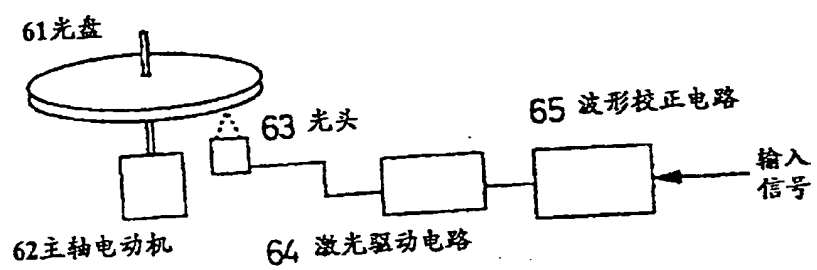 61光盘
63 光头
65 波形校正电路
输入
信号
62主轴电动机
64 激光驱动电路